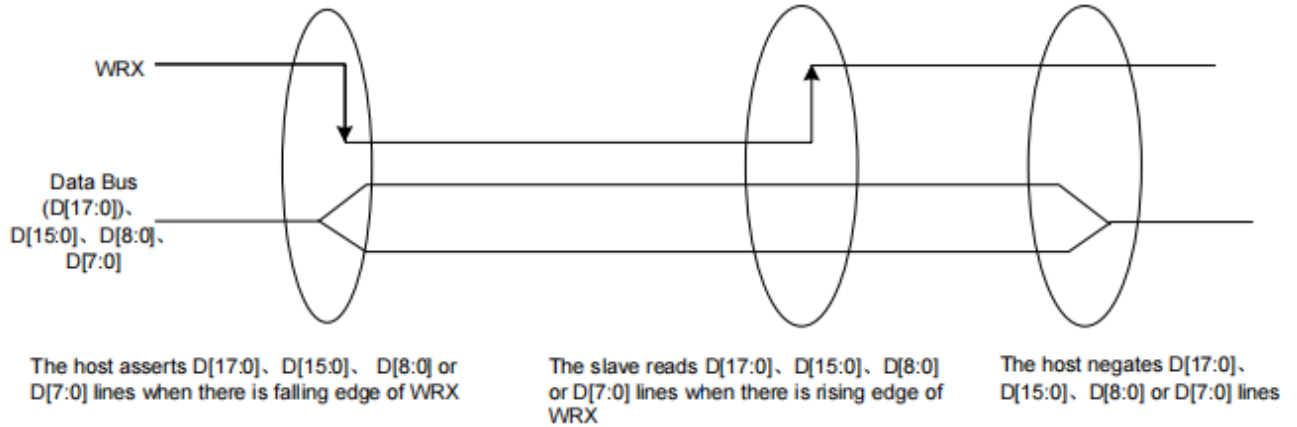 WRX
Data Bus
(D[17:0])、
D[15:0]、D[8:0]、
D[7:0]
The host asserts D[17:0]、D[15:0]、 D[8:0] or
D[7:0] lines when there is falling edge of WRX
The slave reads D[17:0]、D[15:0]、D[8:0]
or D[7:0] lines when there is rising edge of
WRX
The host negates D[17:0]、
D[15:0]、D[8:0] or D[7:0] lines